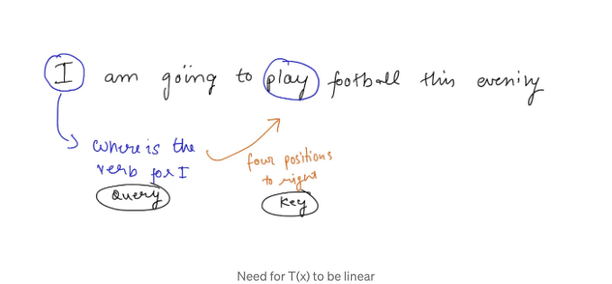 I am going to play football this evening
where is the
verb for I
Query
four positions
to right
Key
Need for T(x) to be linear